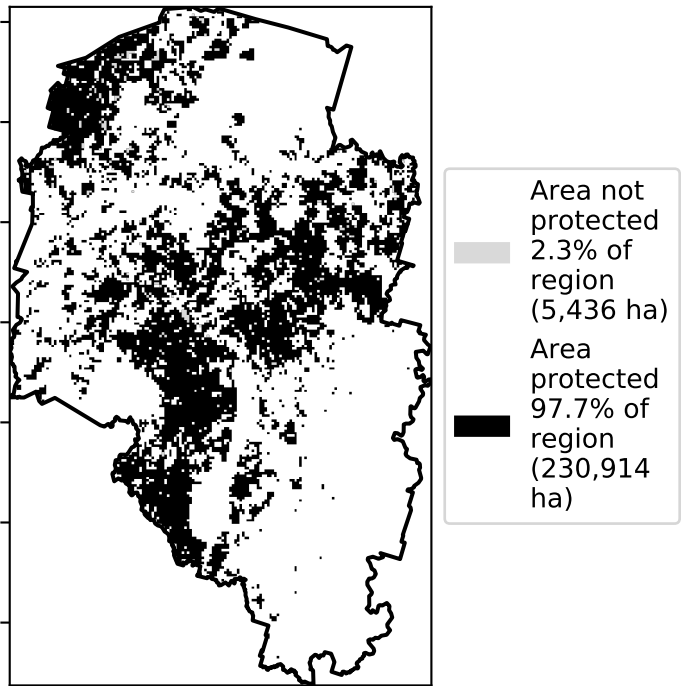 Area not
protected
2.3% of
region
(5,436 ha)
Area
protected
97.7% of
region
(230,914
ha)